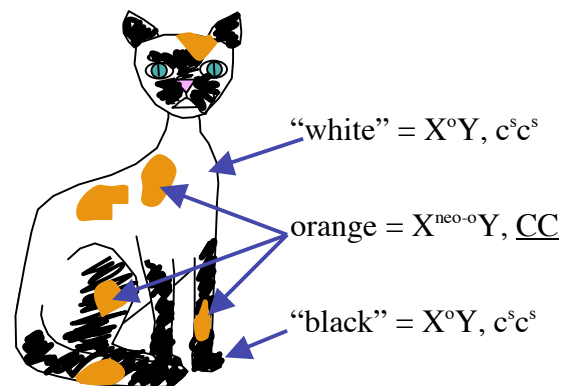 “white” = XᵒY, cˢcˢ
orange = Xⁿᵉᵒ⁻ᵒY, CC
“black” = XᵒY, cˢcˢ